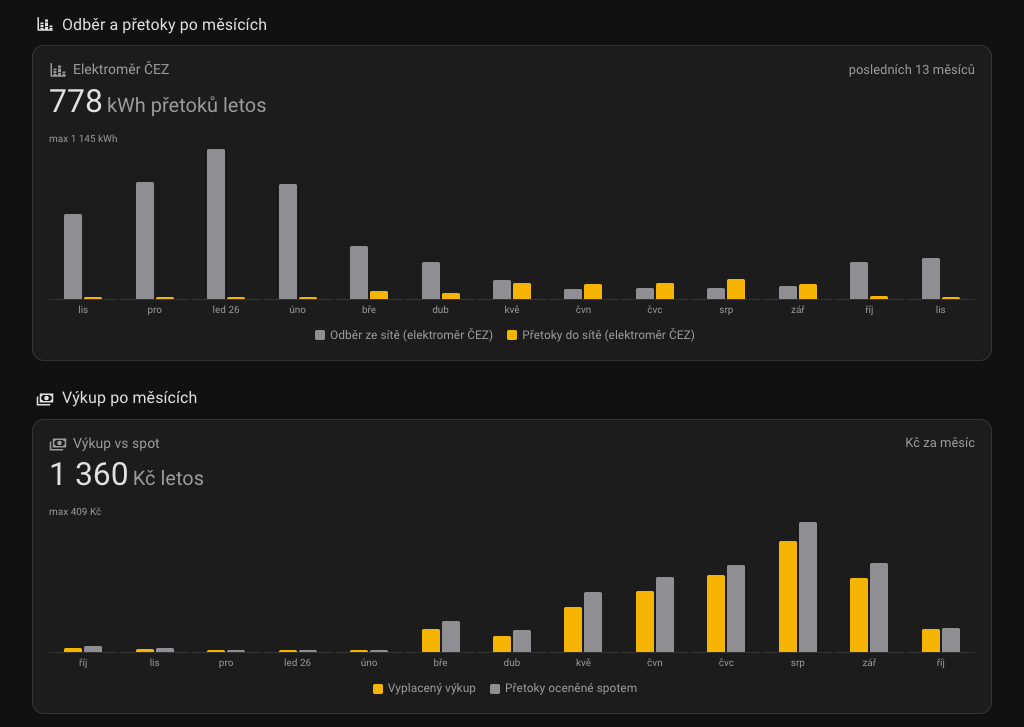 Odběr a přetoky po měsících
Elektroměr ČEZ
posledních 13 měsíců
778 kWh přetoků letos
max 1 145 kWh
lis pro led 26 úno bře dub kvě čvn čvc srp zář říj lis
Odběr ze sítě (elektroměr ČEZ) Přetoky do sítě (elektroměr ČEZ)
Výkup po měsících
Výkup vs spot
Kč za měsíc
1 360 Kč letos
max 409 Kč
říj lis pro led 26 úno bře dub kvě čvn čvc srp zář říj
Vyplacený výkup Přetoky oceněné spotem